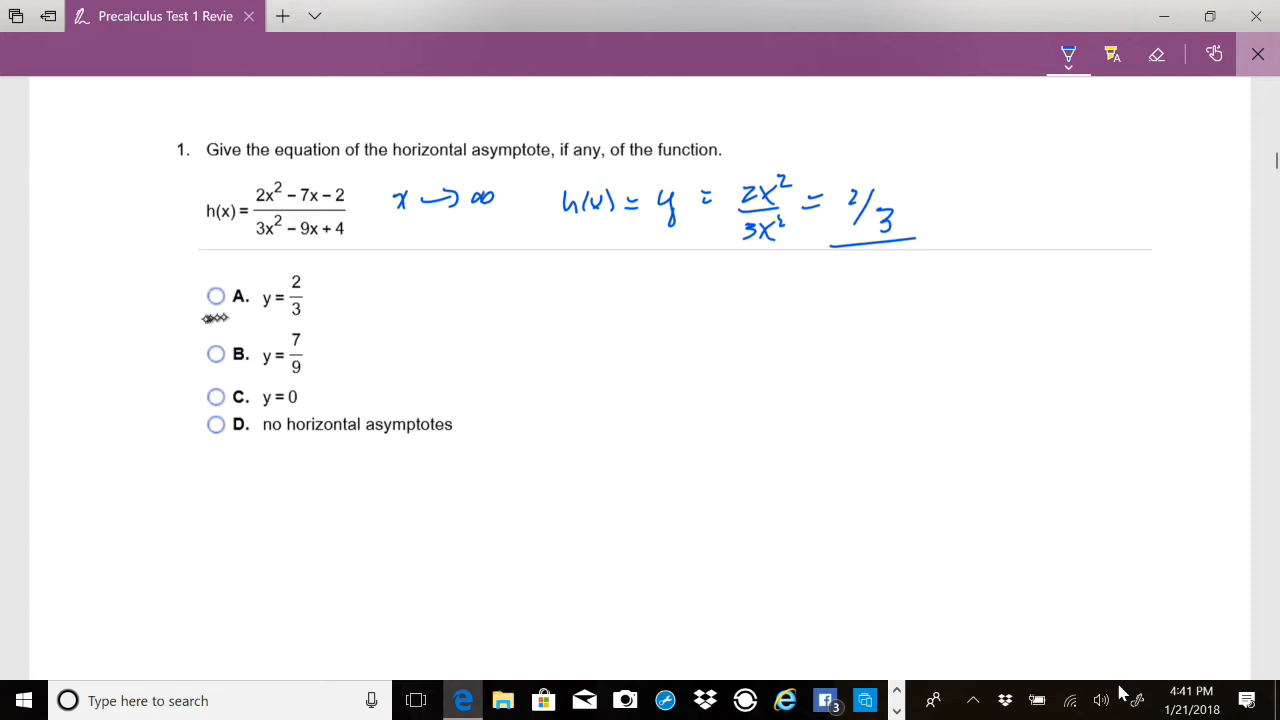 Precalculus Test 1 Revie
1. Give the equation of the horizontal asymptote, if any, of the function.
h(x) = (2x² − 7x − 2)/(3x² − 9x + 4) x → ∞ h(x) = y = 2x²/3x² = 2/3
A. y = 2/3
B. y = 7/9
C. y = 0
D. no horizontal asymptotes
Type here to search
3
4:41 PM
1/21/2018